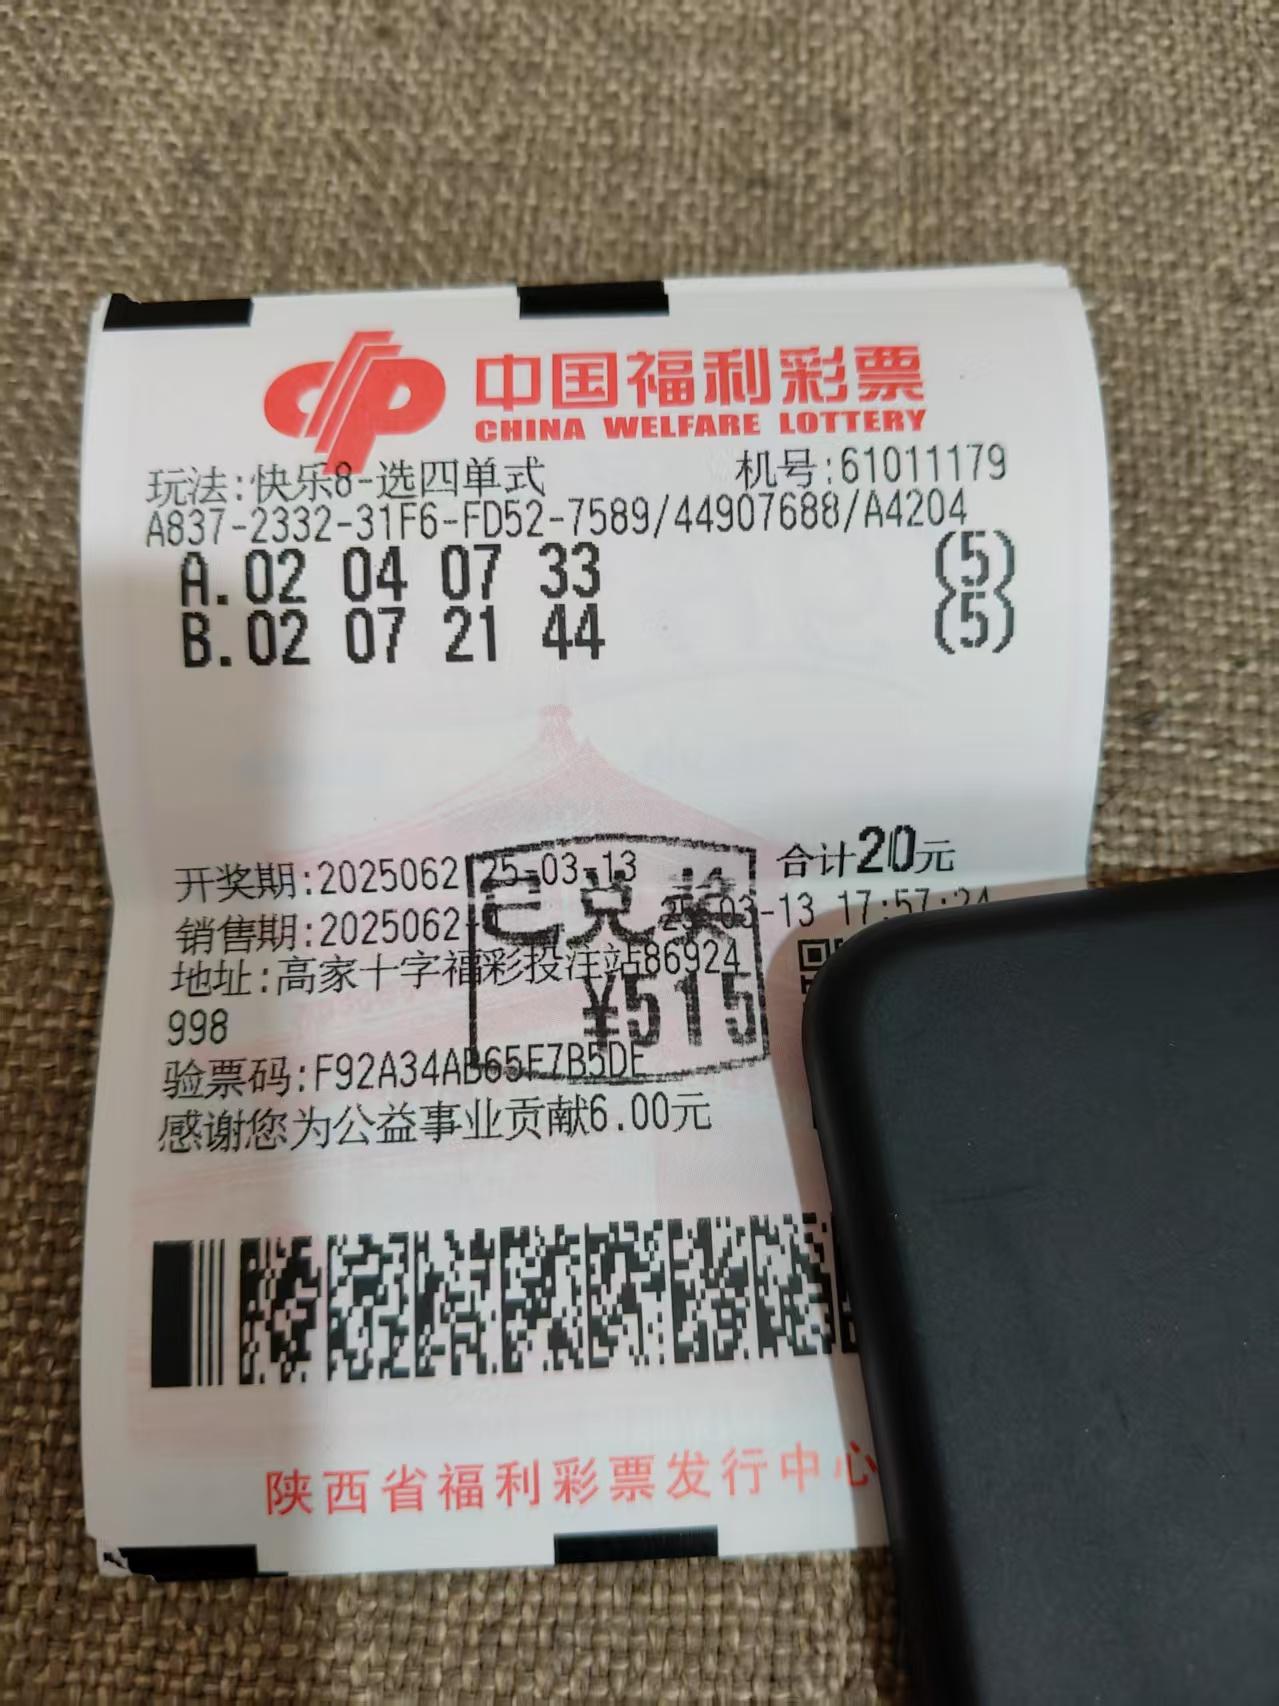 中国福利彩票
CHINA WELFARE LOTTERY
玩法:快乐8-选四单式 机号:61011179
A837-2332-31F6-FD52-7589/44907688/A4204
A.02 04 07 33 (5)
B.02 07 21 44 (5)
开奖期:2025062 25-03-13 合计20元
销售期:2025062- 25-03-13 17:57:24
地址:高家十字福彩投注站86924
998
已兑奖
¥515
验票码:F92A34AB65F7B5DE
感谢您为公益事业贡献6.00元
陕西省福利彩票发行中心